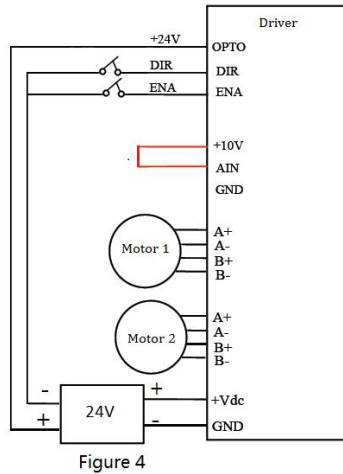 Driver
+24V OPTO
DIR DIR
ENA ENA
+10V
AIN
GND
Motor 1
A+
A-
B+
B-
Motor 2
A+
A-
B+
B-
- 24V + +Vdc
+ - GND
Figure 4